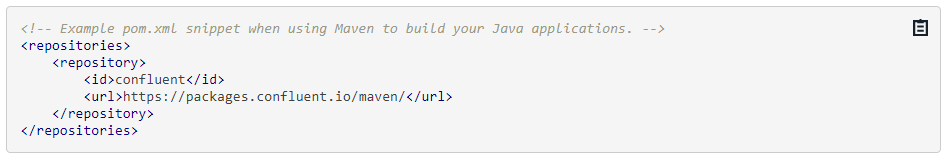 <!-- Example pom.xml snippet when using Maven to build your Java applications. -->
<repositories>
    <repository>
        <id>confluent</id>
        <url>https://packages.confluent.io/maven/</url>
    </repository>
</repositories>